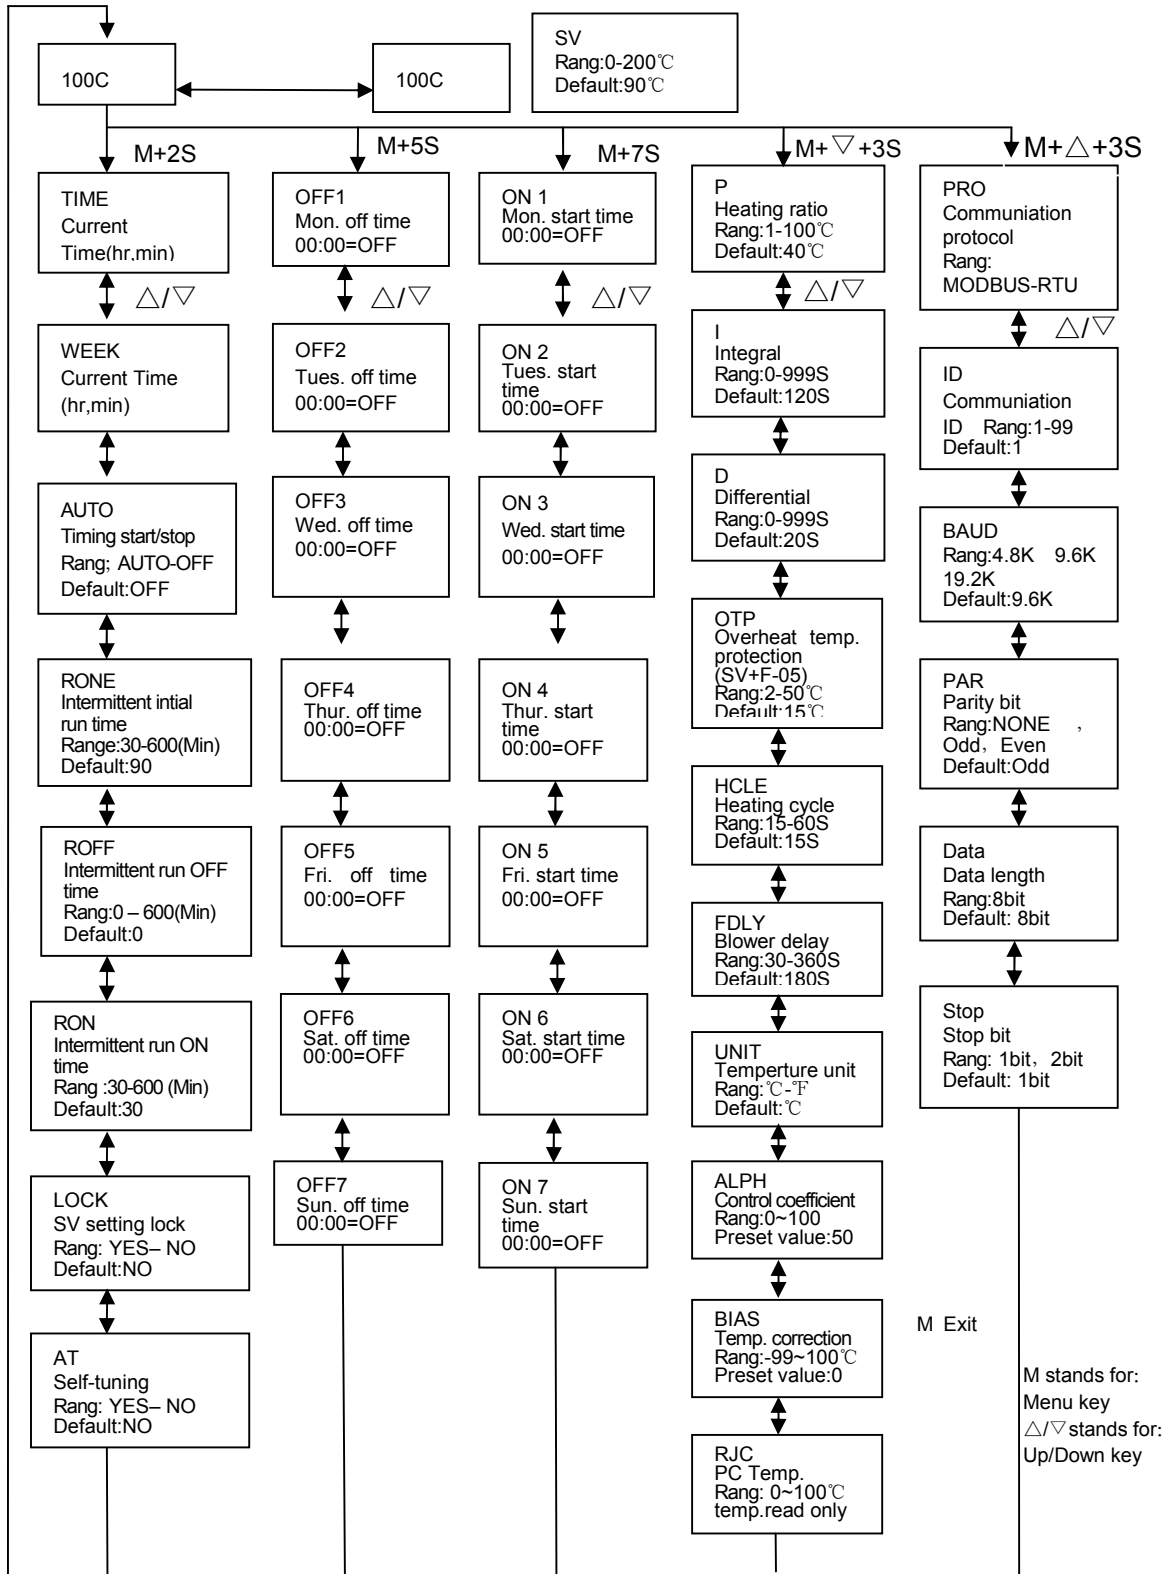 100C
100C
SV
Rang:0-200℃
Default:90℃
M+2S
M+5S
M+7S
M+▽+3S
M+△+3S
TIME
Current
Time(hr,min)
△/▽
WEEK
Current Time
(hr,min)
AUTO
Timing start/stop
Rang; AUTO-OFF
Default:OFF
RONE
Intermittent intial
run time
Range:30-600(Min)
Default:90
ROFF
Intermittent run OFF
time
Rang:0 – 600(Min)
Default:0
RON
Intermittent run ON
time
Rang :30-600 (Min)
Default:30
LOCK
SV setting lock
Rang: YES– NO
Default:NO
AT
Self-tuning
Rang: YES– NO
Default:NO
OFF1
Mon. off time
00:00=OFF
△/▽
OFF2
Tues. off time
00:00=OFF
OFF3
Wed. off time
00:00=OFF
OFF4
Thur. off time
00:00=OFF
OFF5
Fri. off time
00:00=OFF
OFF6
Sat. off time
00:00=OFF
OFF7
Sun. off time
00:00=OFF
ON 1
Mon. start time
00:00=OFF
△/▽
ON 2
Tues. start
time
00:00=OFF
ON 3
Wed. start time
00:00=OFF
ON 4
Thur. start
time
00:00=OFF
ON 5
Fri. start time
00:00=OFF
ON 6
Sat. start time
00:00=OFF
ON 7
Sun. start
time
00:00=OFF
P
Heating ratio
Rang:1-100℃
Default:40℃
△/▽
I
Integral
Rang:0-999S
Default:120S
D
Differential
Rang:0-999S
Default:20S
OTP
Overheat temp.
protection
(SV+F-05)
Rang:2-50℃
Default:15℃
HCLE
Heating cycle
Rang:15-60S
Default:15S
FDLY
Blower delay
Rang:30-360S
Default:180S
UNIT
Temperture unit
Rang:℃-℉
Default:℃
ALPH
Control coefficient
Rang:0~100
Preset value:50
BIAS
Temp. correction
Rang:-99~100℃
Preset value:0
RJC
PC Temp.
Rang: 0~100℃
temp.read only
PRO
Communiation
protocol
Rang:
MODBUS-RTU
△/▽
ID
Communiation
ID Rang:1-99
Default:1
BAUD
Rang:4.8K 9.6K
19.2K
Default:9.6K
PAR
Parity bit
Rang:NONE ,
Odd, Even
Default:Odd
Data
Data length
Rang:8bit
Default: 8bit
Stop
Stop bit
Rang: 1bit, 2bit
Default: 1bit
M Exit
M stands for:
Menu key
△/▽stands for:
Up/Down key